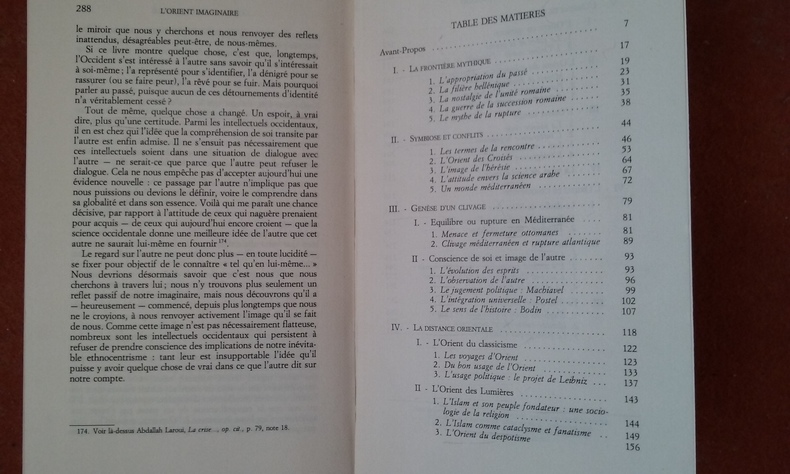 288
L'ORIENT IMAGINAIRE
le miroir que nous y cherchons et nous renvoyer des reflets
inattendus, désagréables peut-être, de nous-mêmes.
Si ce livre montre quelque chose, c'est que, longtemps,
l'Occident s'est intéressé à l'autre sans savoir qu'il s'intéressait
à soi-même ; l'a représenté pour s'identifier, l'a dénigré pour se
rassurer (ou se faire peur), l'a rêvé pour se fuir. Mais pourquoi
parler au passé, puisque aucun de ces détournements d'identité
n'a véritablement cessé ?
Tout de même, quelque chose a changé. Un espoir, à vrai
dire, plus qu'une certitude. Parmi les intellectuels occidentaux,
il en est chez qui l'idée que la compréhension de soi transite par
l'autre est enfin admise. Il ne s'ensuit pas nécessairement que
ces intellectuels soient dans une situation de dialogue avec
l'autre — ne serait-ce que parce que l'autre peut refuser le
dialogue. Cela ne nous empêche pas d'accepter aujourd'hui une
évidence nouvelle : ce passage par l'autre n'implique pas que
nous puissions ou devions le définir, voire le comprendre dans
sa globalité et dans son essence. Voilà qui me paraît une chance
décisive, par rapport à l'attitude de ceux qui naguère prenaient
pour acquis — de ceux qui aujourd'hui encore croient — que la
science occidentale donne une meilleure idée de l'autre que cet
autre ne saurait lui-même en fournir 174.
Le regard sur l'autre ne peut donc plus — en toute lucidité —
se fixer pour objectif de le connaître « tel qu'en lui-même... »
Nous devrions désormais savoir que c'est nous que nous
cherchons à travers lui ; nous n'y trouvons plus seulement un
reflet passif de notre imaginaire, mais nous découvrons qu'il a
— heureusement — commencé, depuis plus longtemps que nous
ne le croyions, à nous renvoyer activement l'image qu'il se fait
de nous. Comme cette image n'est pas nécessairement flatteuse,
nombreux sont les intellectuels occidentaux qui persistent à
refuser de prendre conscience des implications de notre inévita-
ble ethnocentrisme : tant leur est insupportable l'idée qu'il
puisse y avoir quelque chose de vrai dans ce que l'autre dit sur
notre compte.
174. Voir là-dessus Abdallah Laroui, La crise..., op. cit., p. 79, note 18.
TABLE DES MATIERES
Avant-Propos 7
I. - LA FRONTIÈRE MYTHIQUE 17
1. L'appropriation du passé 19
2. La filière hellénique 23
3. La nostalgie de l'unité romaine 31
4. La guerre de la succession romaine 35
5. Le mythe de la rupture 38
II. - SYMBIOSE ET CONFLITS 44
1. Les termes de la rencontre 46
2. L'Orient des Croisés 53
3. L'image de l'hérésie 64
4. L'attitude envers la science arabe 67
5. Un monde méditerranéen 72
III. - GENÈSE D'UN CLIVAGE 79
I. - Equilibre ou rupture en Méditerranée 81
1. Menace et fermeture ottomanes 81
2. Clivage méditerranéen et rupture atlantique 89
II - Conscience de soi et image de l'autre 93
1. L'évolution des esprits 93
2. L'observation de l'autre 96
3. Le jugement politique : Machiavel 99
4. L'intégration universelle : Postel 102
5. Le sens de l'histoire : Bodin 107
IV. - LA DISTANCE ORIENTALE 118
I. - L'Orient du classicisme 122
1. Les voyages d'Orient 123
2. Du bon usage de l'Orient 133
3. L'usage politique : le projet de Leibniz 137
II - L'Orient des Lumières 143
1. L'Islam et son peuple fondateur : une socio-
logie de la religion 144
2. L'Islam comme cataclysme et fanatisme 149
3. L'Orient du despotisme 156